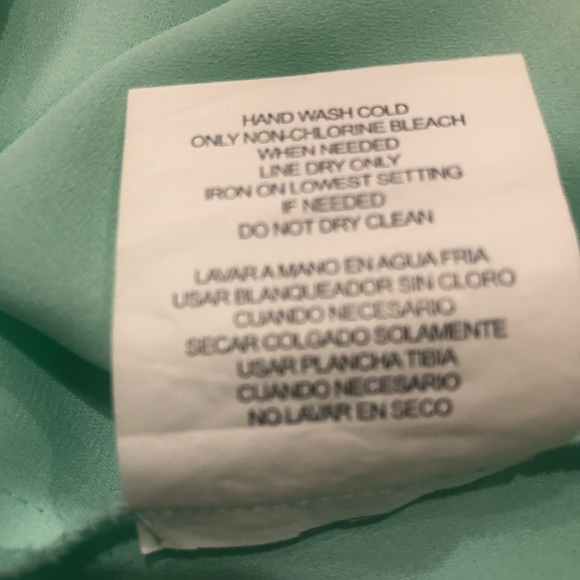 HAND WASH COLD
ONLY NON-CHLORINE BLEACH
WHEN NEEDED
LINE DRY ONLY
IRON ON LOWEST SETTING
IF NEEDED
DO NOT DRY CLEAN
LAVAR A MANO EN AGUA FRIA
USAR BLANQUEADOR SIN CLORO
CUANDO NECESARIO
SECAR COLGADO SOLAMENTE
USAR PLANCHA TIBIA
CUANDO NECESARIO
NO LAVAR EN SECO